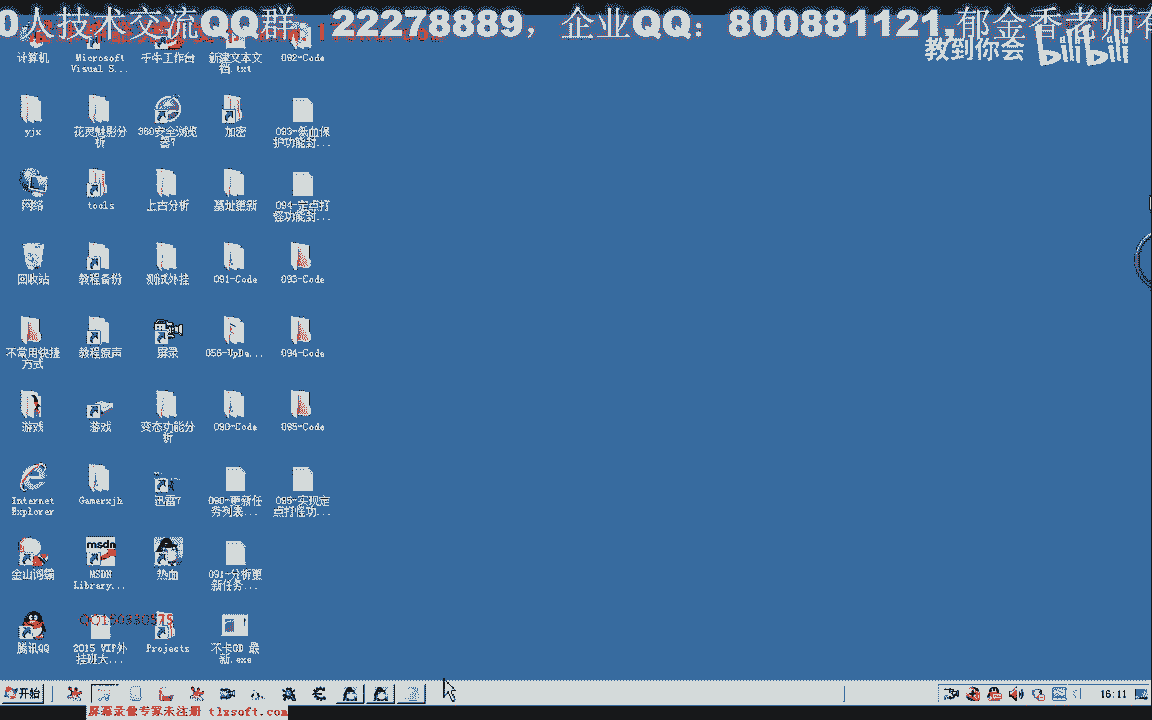 0人技术交流QQ群：22278889，企业QQ：800881121,郁金香老师有
教到你会 bilibili
计算机
Microsoft
Visual S...
千牛工作台
新建文本文
档.txt
092-Code
yjx
花灵魅影分
析
360安全浏览
器7
加密
093-低血保
护功能封...
网络
tools
上古分析
基址更新
094-定点打
怪功能封...
回收站
教程备份
测试外挂
091-Code
093-Code
不常用快捷
方式
教程原声
屏录
056-UpDa...
094-Code
游戏
游戏
变态功能分
析
090-Code
095-Code
Internet
Explorer
Gamerxjh
迅雷7
090-更新任
务列表...
095-实现定
点打怪功...
金山词霸
msdn
MSDN
Library...
热血
091-分析更
新任务...
QQ150330575
腾讯QQ
2015 VIP外
挂班大...
Projects
不卡CD 最
新.exe
开始
16:11
屏幕录像专家未注册 tlxsoft.com